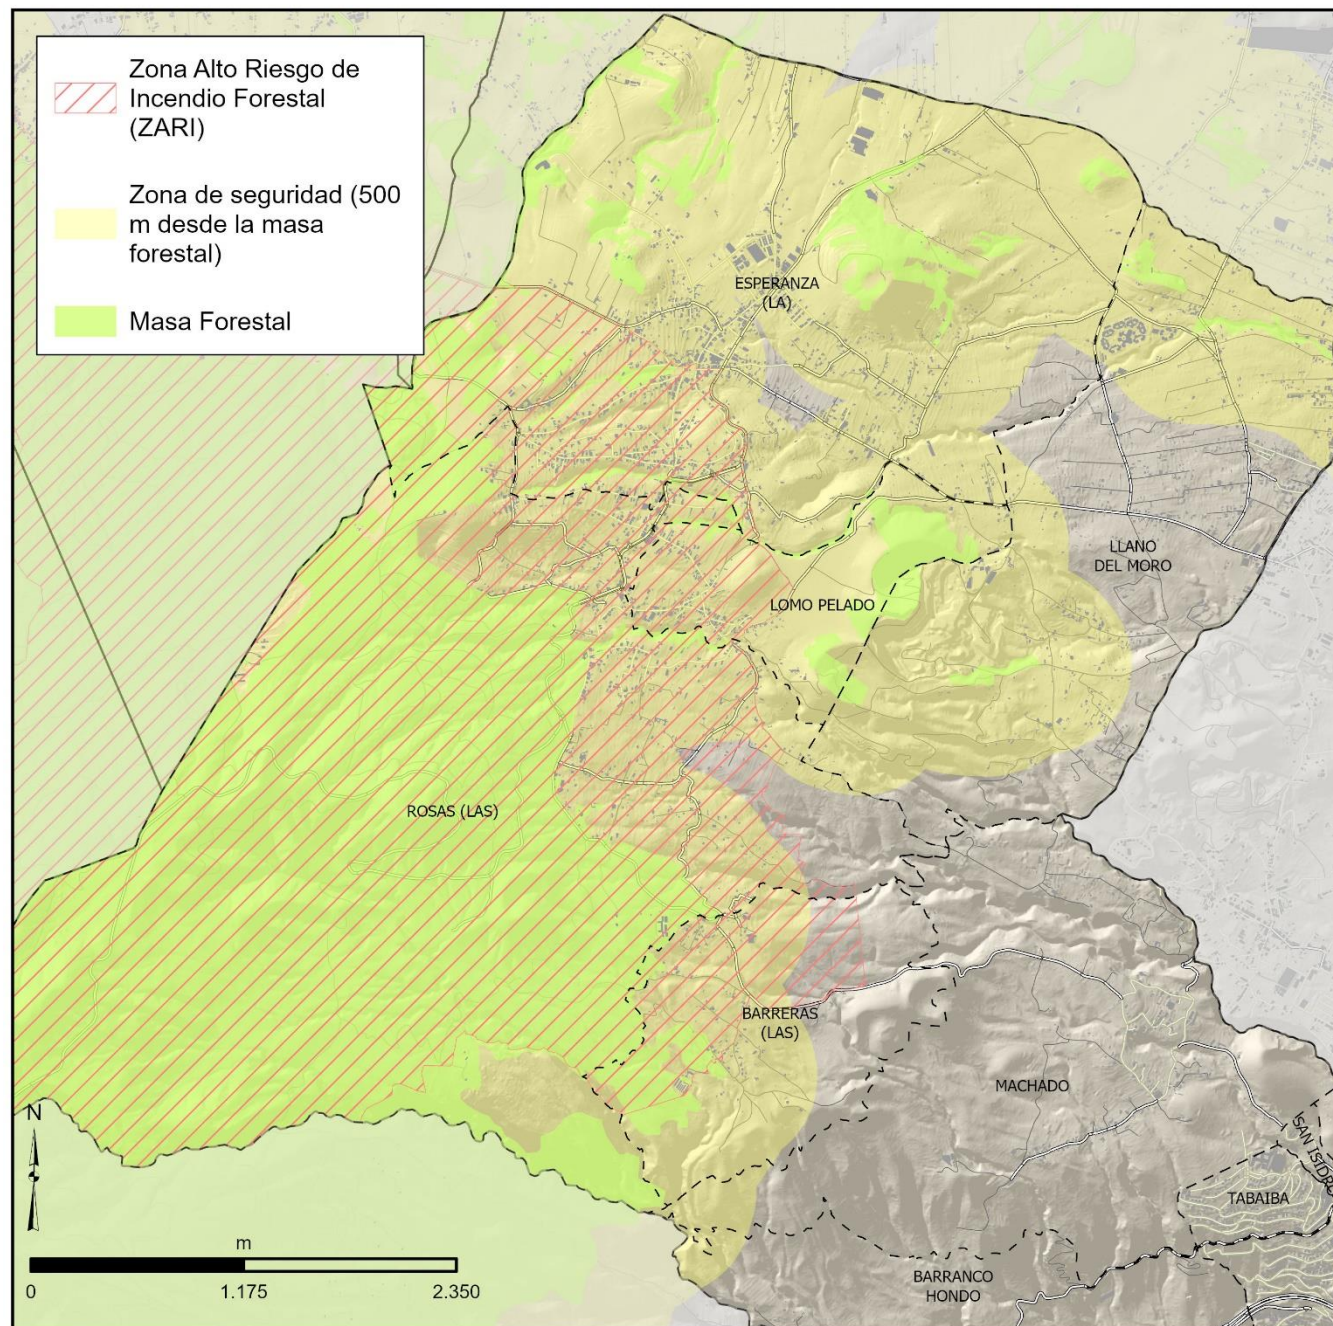 Zona Alto Riesgo de
Incendio Forestal
(ZARI)
Zona de seguridad (500
m desde la masa
forestal)
Masa Forestal
ESPERANZA
(LA)
LLANO
DEL MORO
LOMO PELADO
ROSAS (LAS)
BARRERAS
(LAS)
MACHADO
SAN ISIDRO
TABAIBA
BARRANCO
HONDO
N
m
0 1.175 2.350